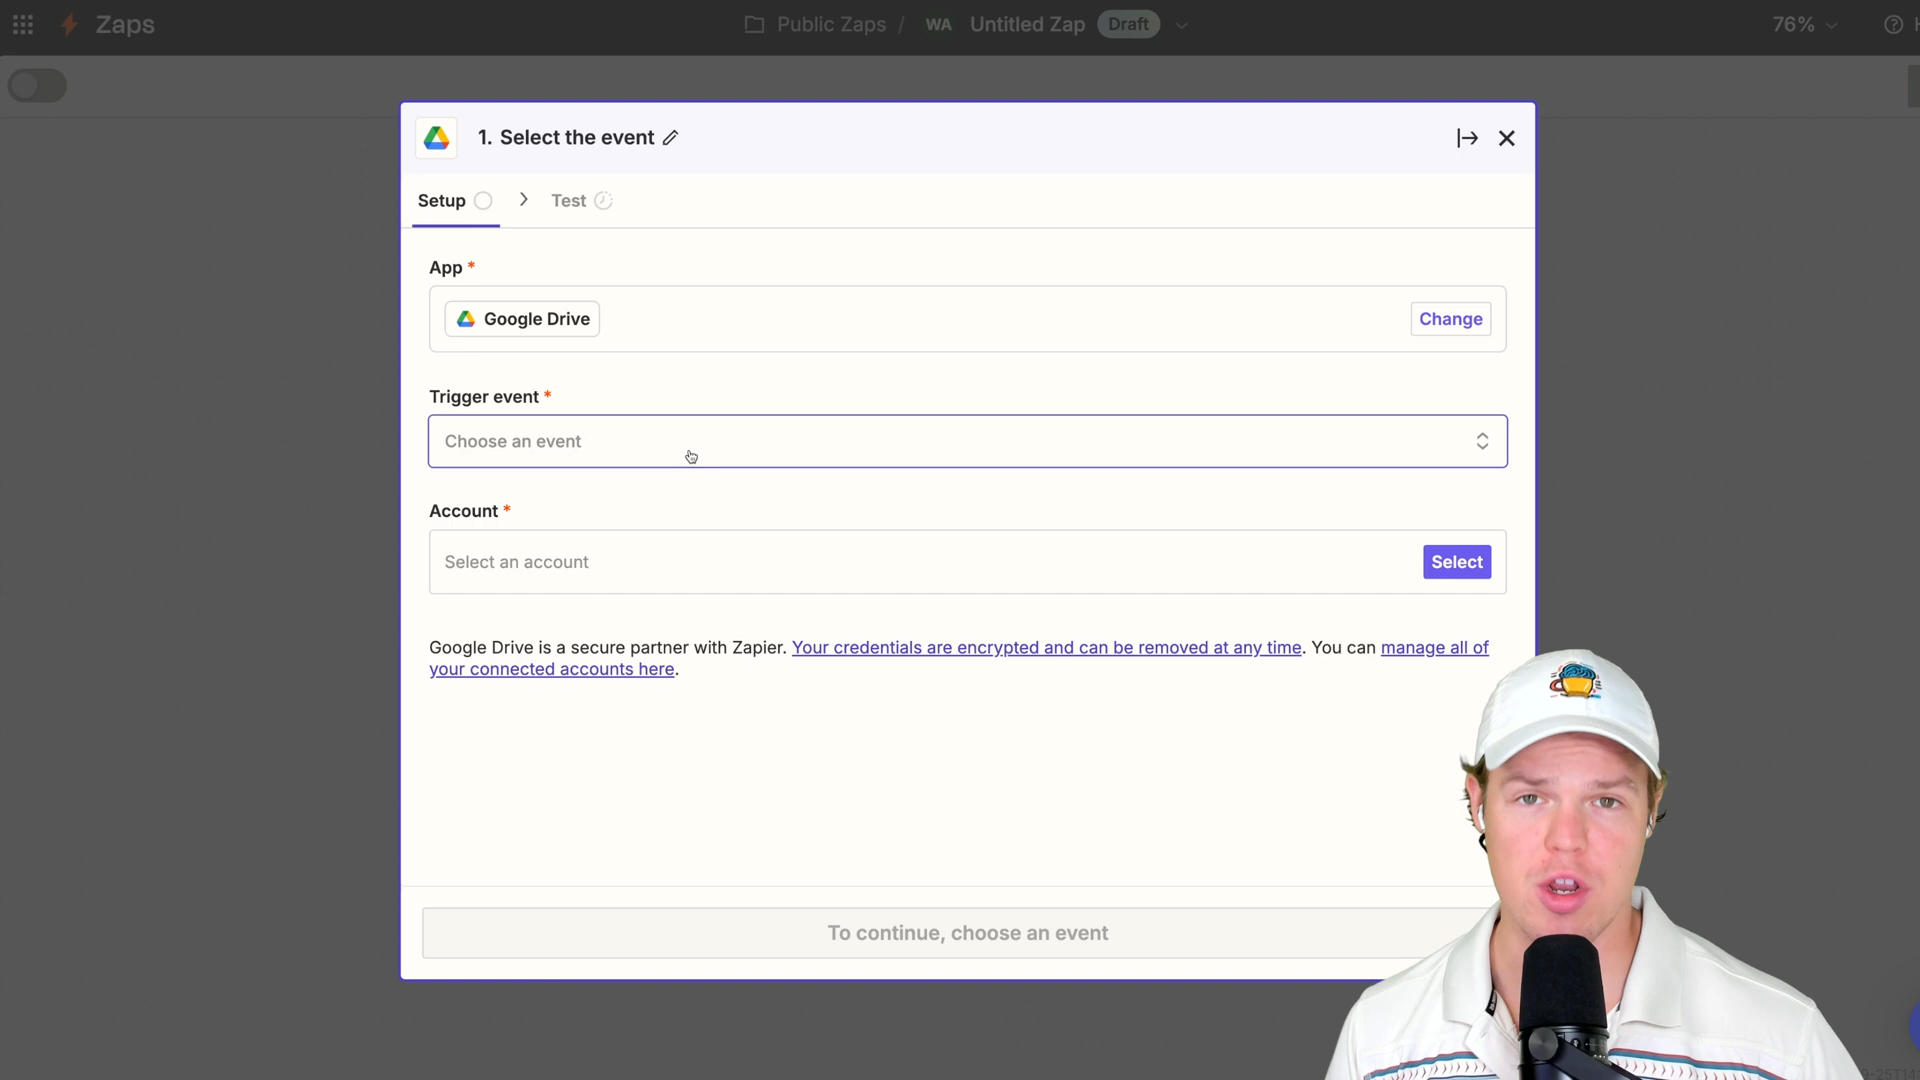 Zaps
Public Zaps / WA Untitled Zap Draft
76%
1. Select the event
Setup
Test
App *
Google Drive
Change
Trigger event *
Choose an event
Account *
Select an account
Select
Google Drive is a secure partner with Zapier. Your credentials are encrypted and can be removed at any time. You can manage all of
your connected accounts here.
To continue, choose an event